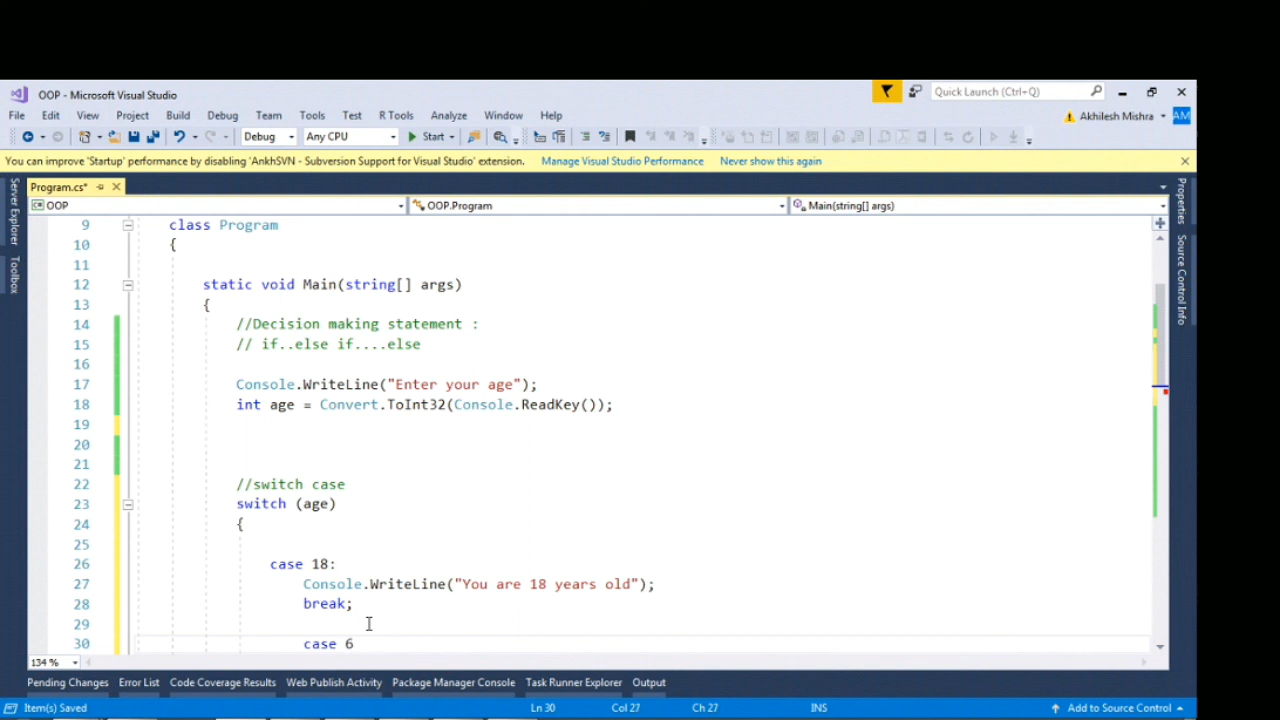 OOP - Microsoft Visual Studio
Quick Launch (Ctrl+Q)
File Edit View Project Build Debug Team Tools Test R Tools Analyze Window Help
Akhilesh Mishra AM
Debug Any CPU Start
You can improve 'Startup' performance by disabling 'AnkhSVN - Subversion Support for Visual Studio' extension. Manage Visual Studio Performance Never show this again
Server Explorer
Toolbox
Program.cs*
OOP OOP.Program Main(string[] args)
9 class Program
10 {
11
12 static void Main(string[] args)
13 {
14 //Decision making statement :
15 // if..else if....else
16
17 Console.WriteLine("Enter your age");
18 int age = Convert.ToInt32(Console.ReadKey());
19
20
21
22 //switch case
23 switch (age)
24 {
25
26 case 18:
27 Console.WriteLine("You are 18 years old");
28 break;
29
30 case 6
Properties
Source Control Info
134 %
Pending Changes Error List Code Coverage Results Web Publish Activity Package Manager Console Task Runner Explorer Output
Item(s) Saved Ln 30 Col 27 Ch 27 INS Add to Source Control